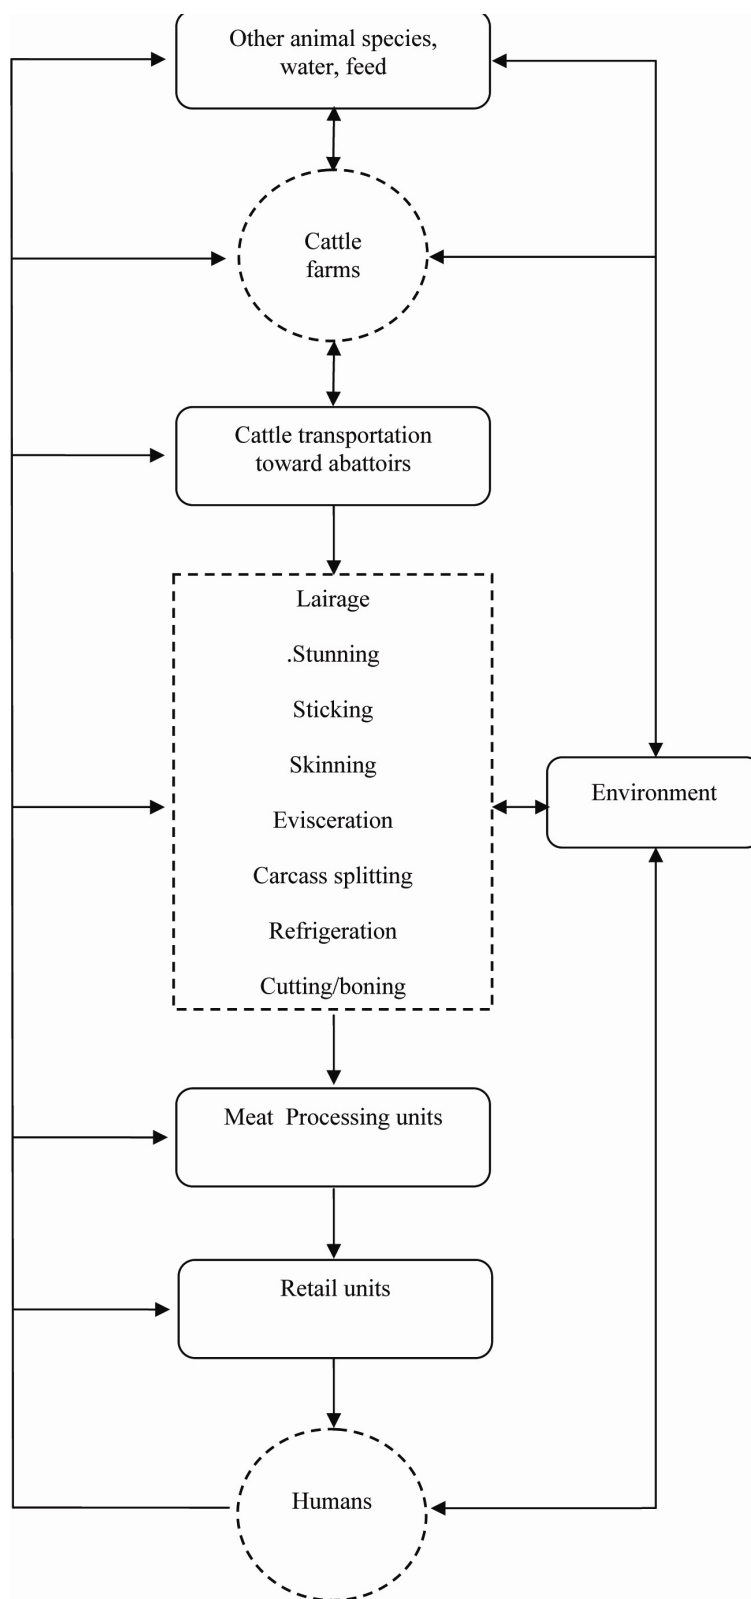 Other animal species,
water, feed
Cattle
farms
Cattle transportation
toward abattoirs
Lairage
.Stunning
Sticking
Skinning
Evisceration
Environment
Carcass splitting
Refrigeration
Cutting/boning
Meat  Processing units
Retail units
Humans